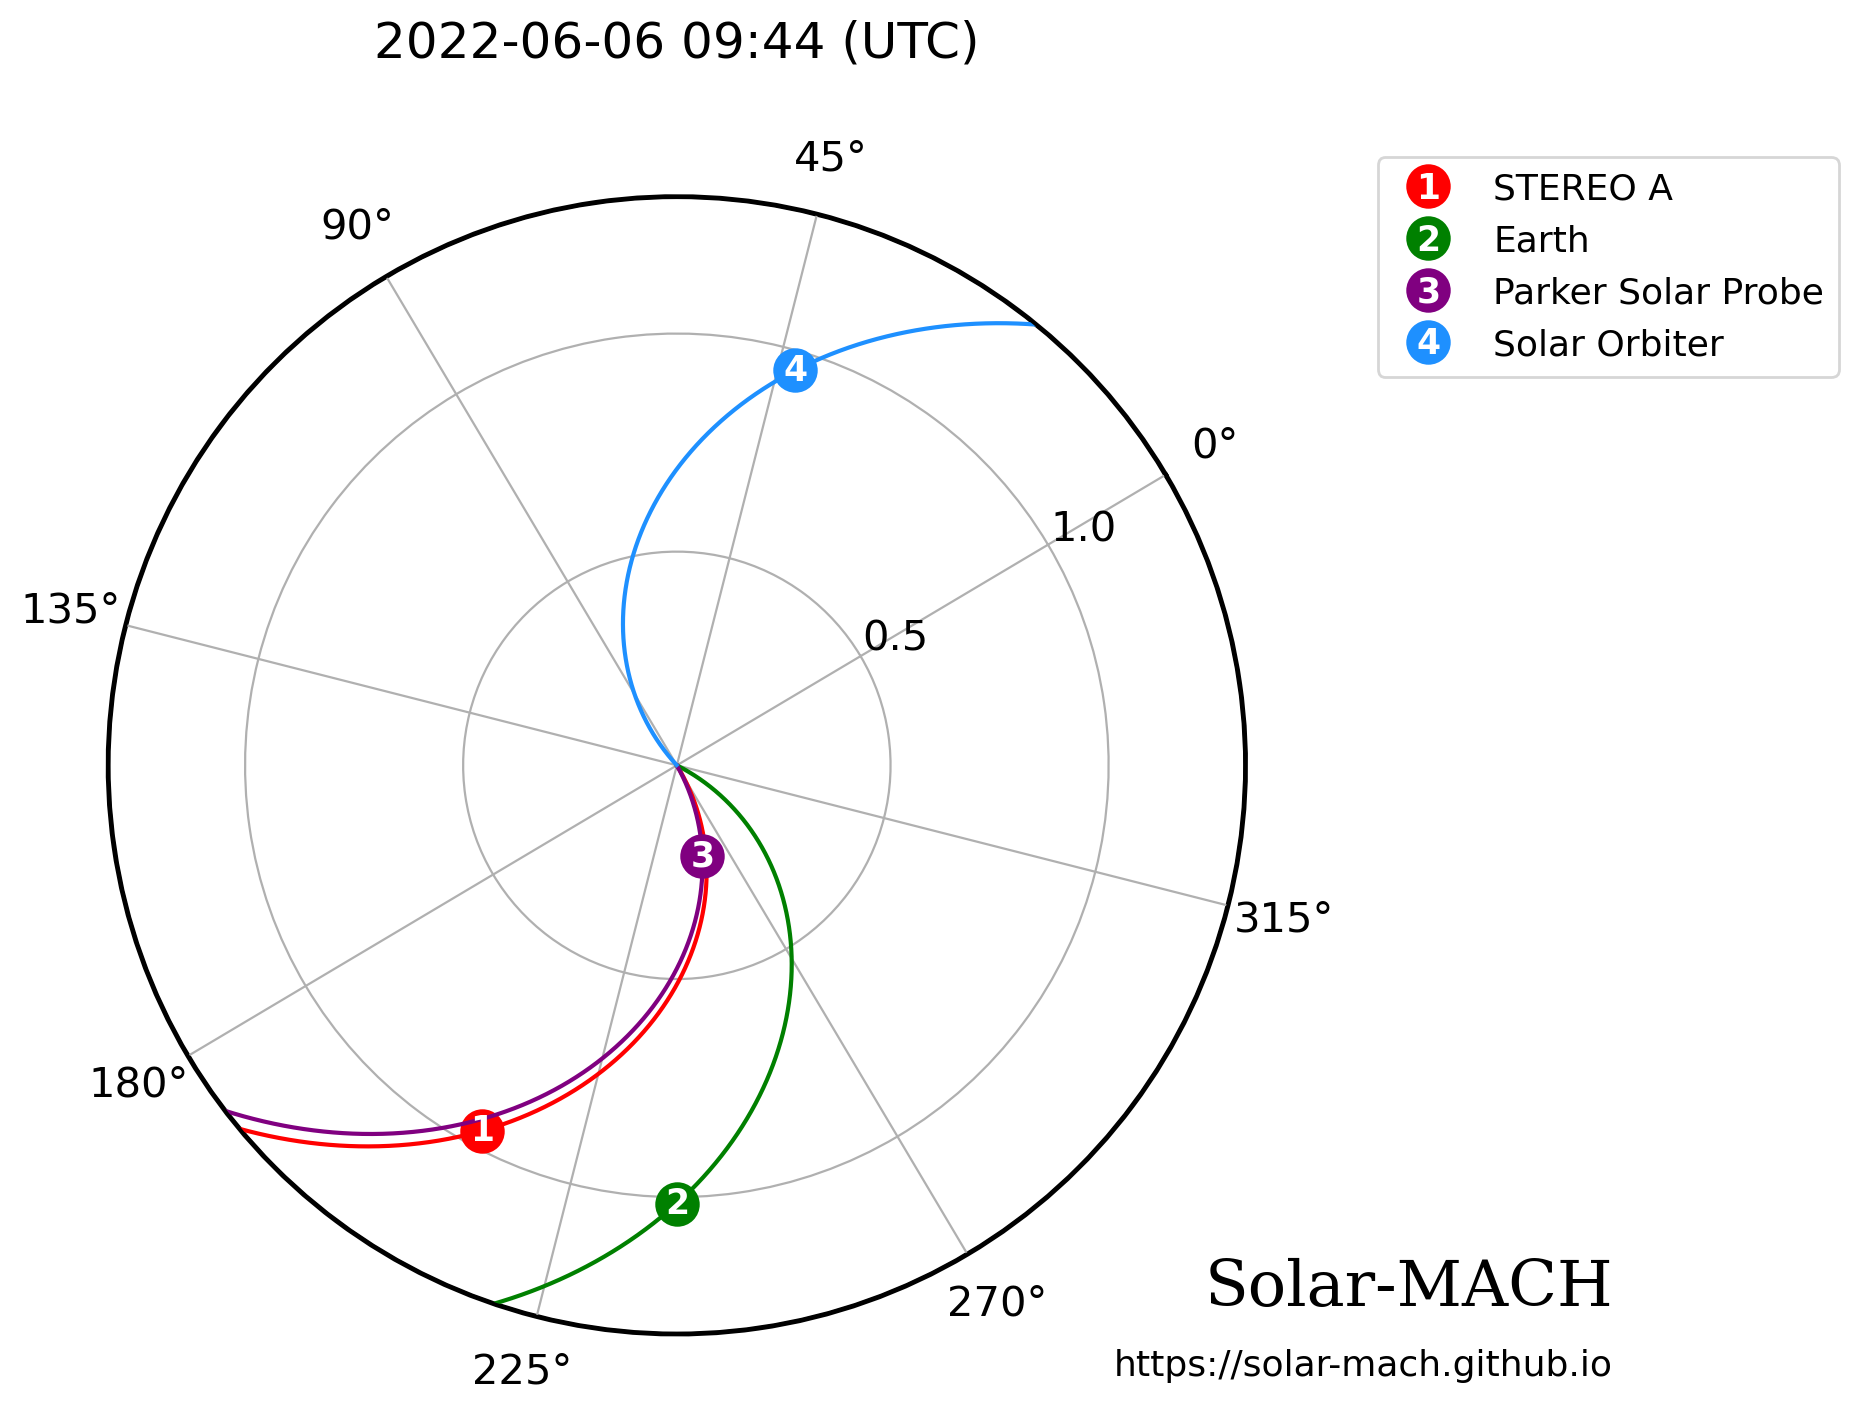 2022-06-06 09:44 (UTC)
45°
90°
1 STEREO A
2 Earth
3 Parker Solar Probe
4 Solar Orbiter
4
0°
1.0
135°
0.5
3
315°
180°
1
2
270°
225°
Solar-MACH
https://solar-mach.github.io